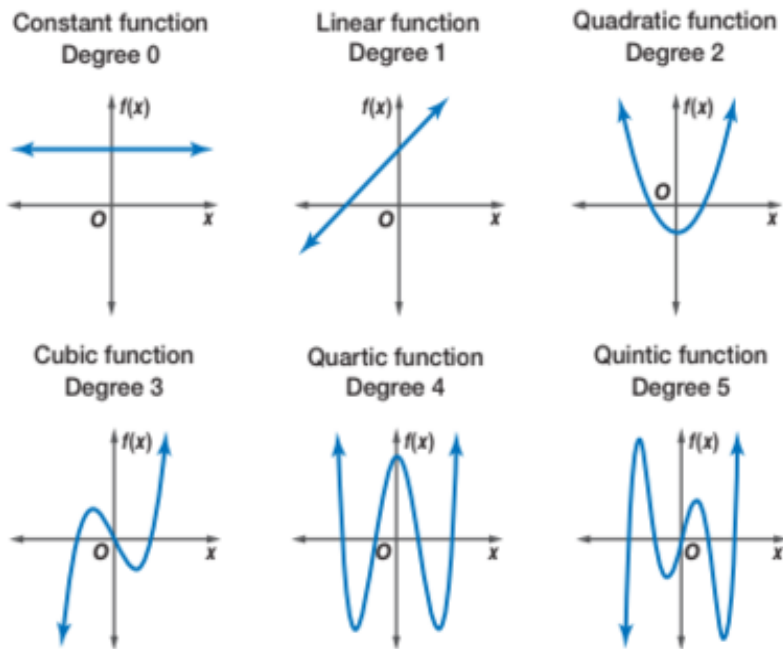 Constant function
Degree 0
Linear function
Degree 1
Quadratic function
Degree 2
f(x)
O
x
f(x)
O
x
f(x)
O
x
Cubic function
Degree 3
Quartic function
Degree 4
Quintic function
Degree 5
f(x)
O
x
f(x)
O
x
f(x)
O
x